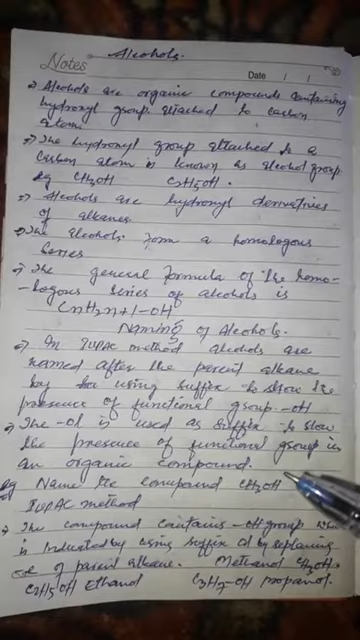 Alcohols.
Notes
Date / /
→ Alcohols are organic compounds containing
hydroxyl group attached to carbon
atom.
→ The hydroxyl group attached to a
carbon atom is known as alcohol group.
eg CH3OH C2H5OH.
→ Alcohols are hydroxyl derivatives
of alkanes
→ The alcohols form a homologous
series
→ The general formula of the homo-
-logous series of alcohols is
CnH2n+1-OH
Naming of Alcohols.
→ In IUPAC method alcohols are
named after the parent alkane
by using suffix to show the
presence of functional group -OH
→ The -ol is used as suffix to show
the presence of functional group in
an organic compound.
eg Name the compound CH3OH
IUPAC method
→ The compound contains -OH group
is indicated by using suffix ol by replacing
-e of parent alkane. Methanol CH3OH.
C2H5OH Ethanol C3H7-OH propanol.